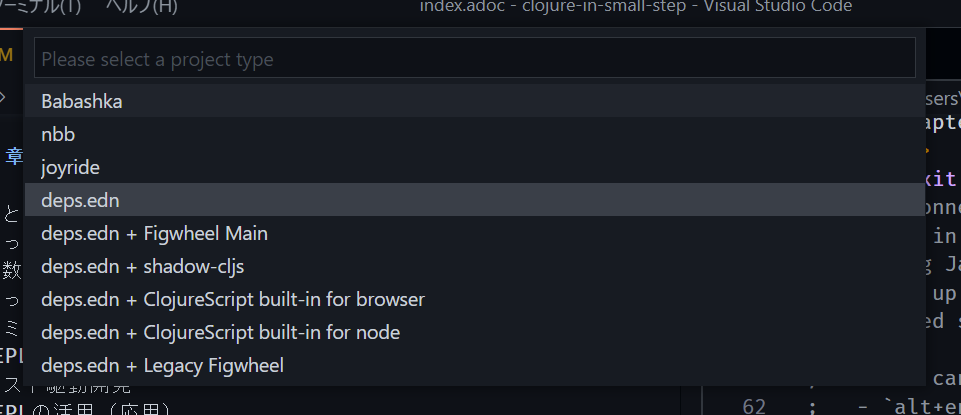 ーミナル(T) ヘルプ(H)
index.adoc - clojure-in-small-step - Visual Studio Code
M
Please select a project type
Babashka
nbb
joyride
deps.edn
deps.edn + Figwheel Main
deps.edn + shadow-cljs
deps.edn + ClojureScript built-in for browser
deps.edn + ClojureScript built-in for node
deps.edn + Legacy Figwheel
章
と
っ
数
っ
ミ
EPL
スト駆動開発
EPLの活用（応用）
sers\
apte
xit
onne
in
g Ja
up
ed s
; can
62 ; - `alt+en